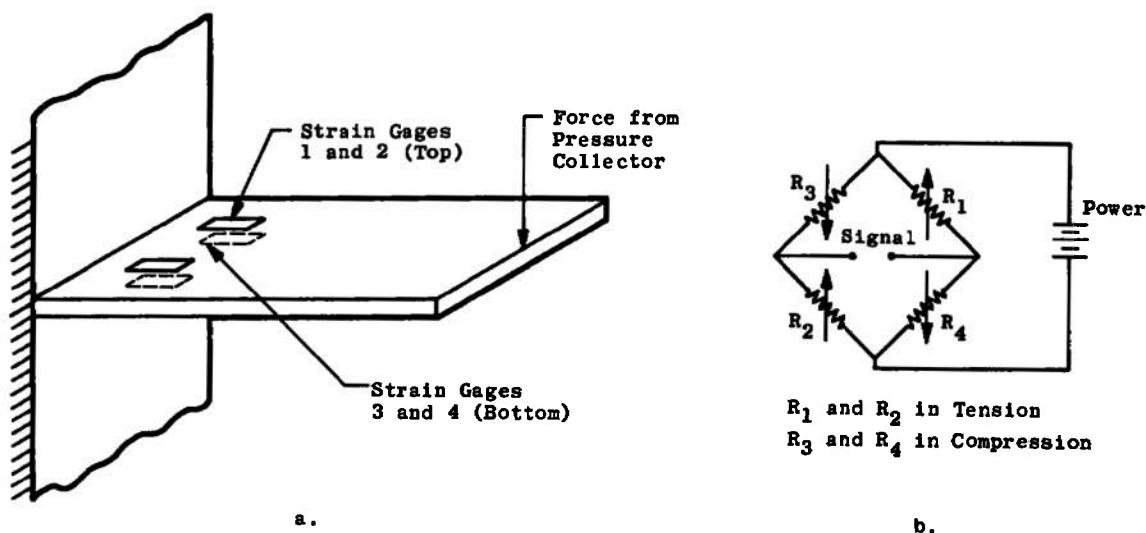 Strain Gages
1 and 2 (Top)
Force from
Pressure
Collector
Strain Gages
3 and 4 (Bottom)
a.
R3
R1
Power
Signal
R2
R4
R1 and R2 in Tension
R3 and R4 in Compression
b.